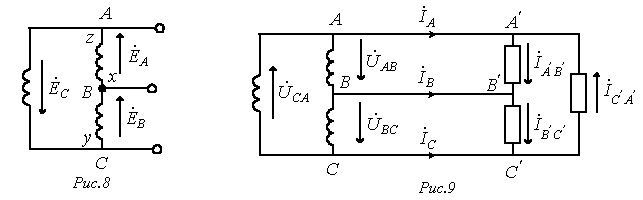 A
z
Ė_A
x
Ė_C
B
Ė_B
y
C
Рис.8
A
İ_A
A′
U̇_AB
İ_A′B′
B
İ_B
B′
U̇_CA
İ_C′A′
U̇_BC
İ_B′C′
İ_C
C
C′
Рис.9